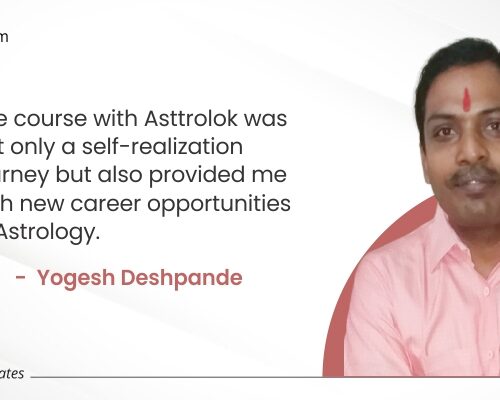 m
e course with Asttrolok was
t only a self-realization
urney but also provided me
h new career opportunities
Astrology.
- Yogesh Deshpande
ates